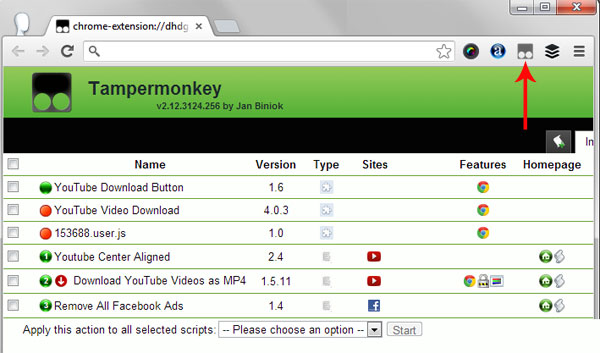 chrome-extension://dhdg
Tampermonkey
v2.12.3124.256 by Jan Biniok
In
Name Version Type Sites Features Homepage
YouTube Download Button 1.6
YouTube Video Download 4.0.3
153688.user.js 1.0
1 Youtube Center Aligned 2.4
2 Download YouTube Videos as MP4 1.5.11
3 Remove All Facebook Ads 1.4
Apply this action to all selected scripts: -- Please choose an option -- Start